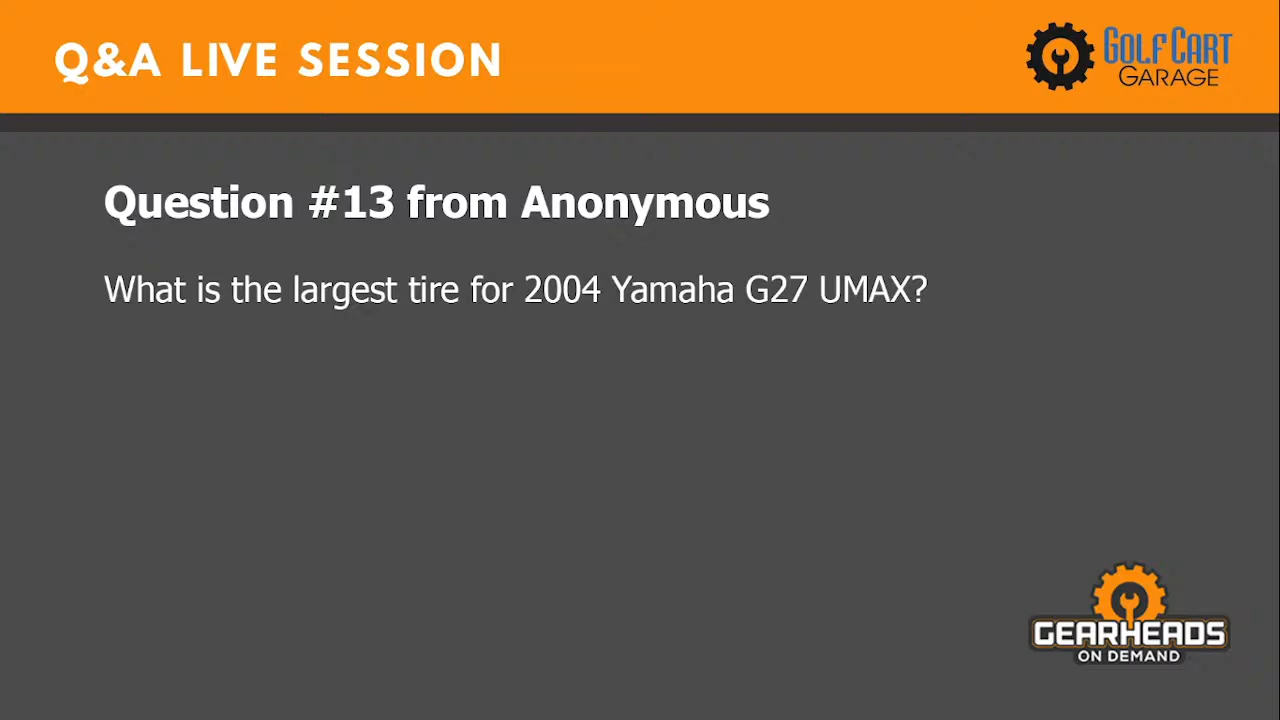 Q&A LIVE SESSION
GOLF CART
GARAGE
Question #13 from Anonymous
What is the largest tire for 2004 Yamaha G27 UMAX?
GEARHEADS
ON DEMAND